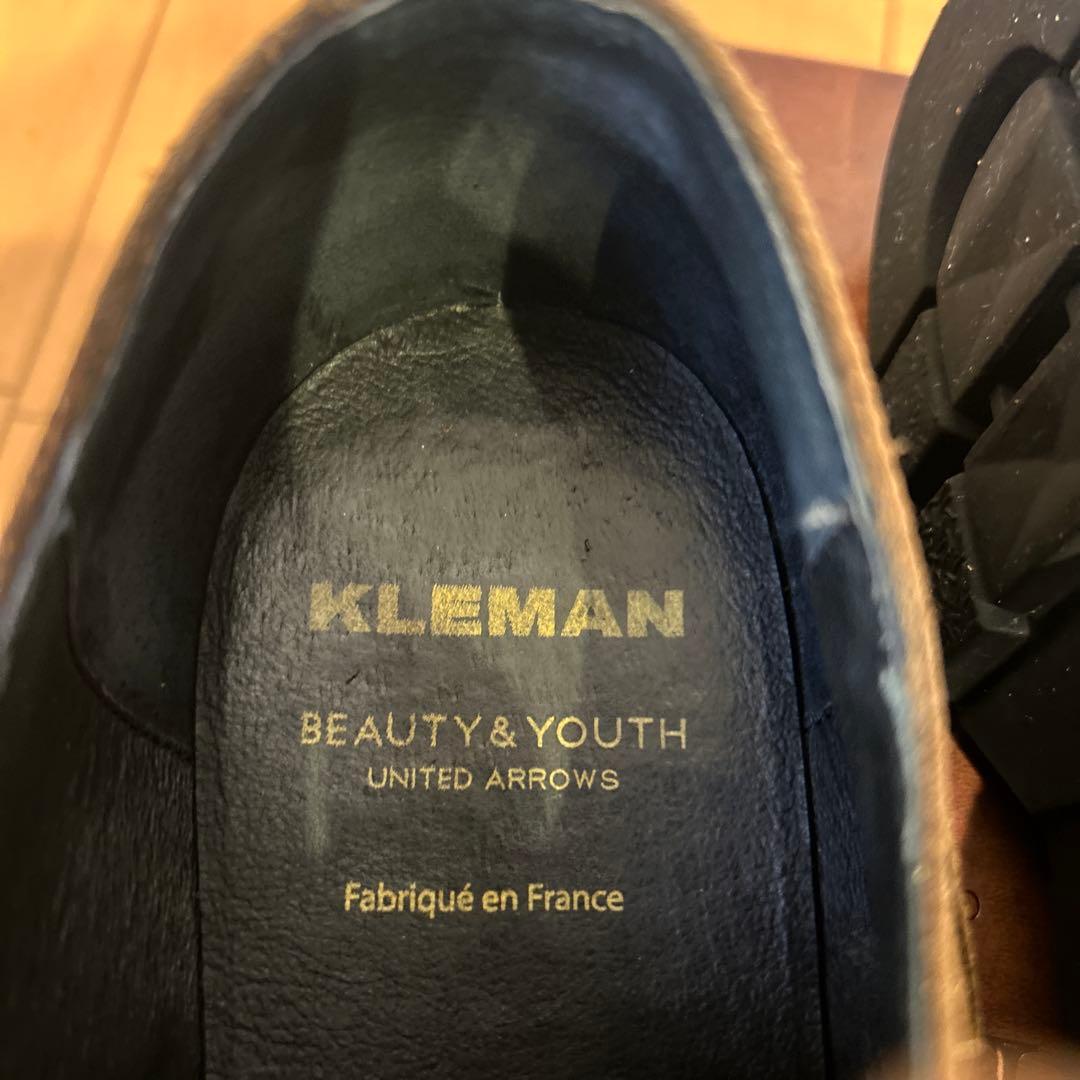 KLEMAN
BEAUTY & YOUTH
UNITED ARROWS
Fabriqué en France